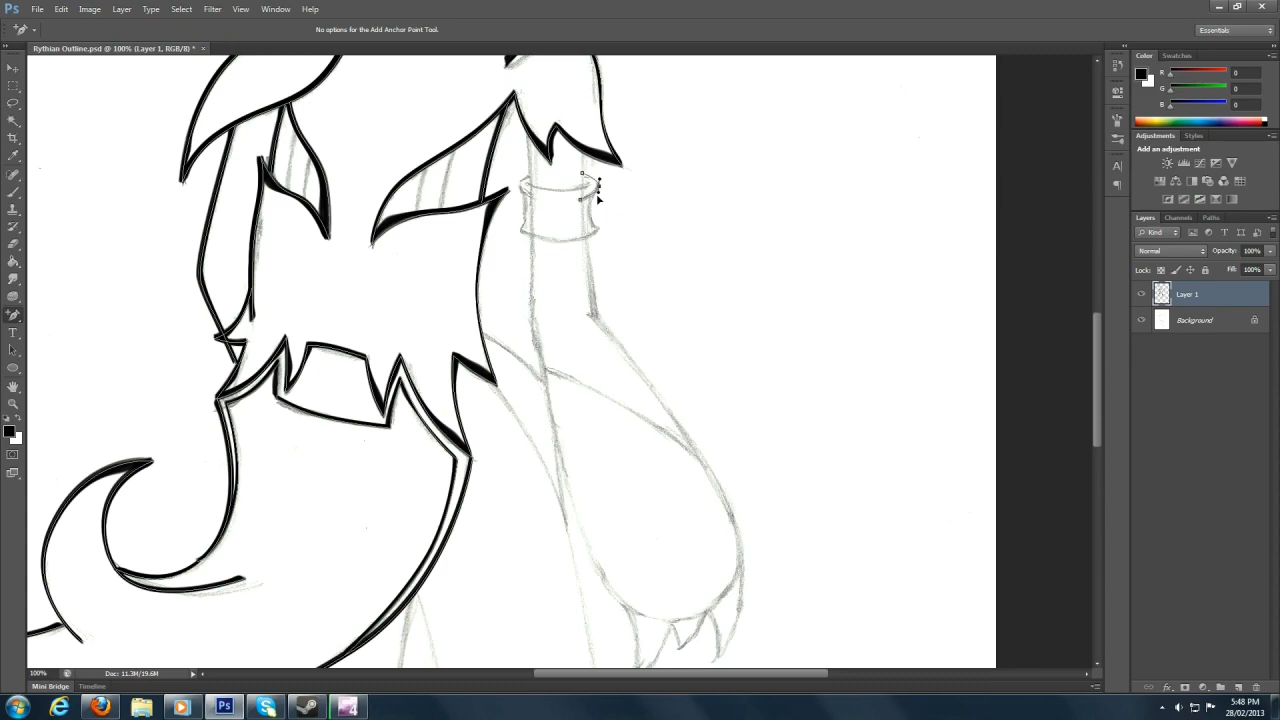 Ps File Edit Image Layer Type Select Filter View Window Help
No options for the Add Anchor Point Tool. Essentials
Rythian Outline.psd @ 100% (Layer 1, RGB/8) * ×
Color Swatches
R 0
G 0
B 0
Adjustments Styles
Add an adjustment
Layers Channels Paths
Kind
Normal Opacity: 100%
Lock: Fill: 100%
Layer 1
Background
100% Doc: 11.3M/19.6M
Mini Bridge Timeline
5:48 PM
28/02/2013